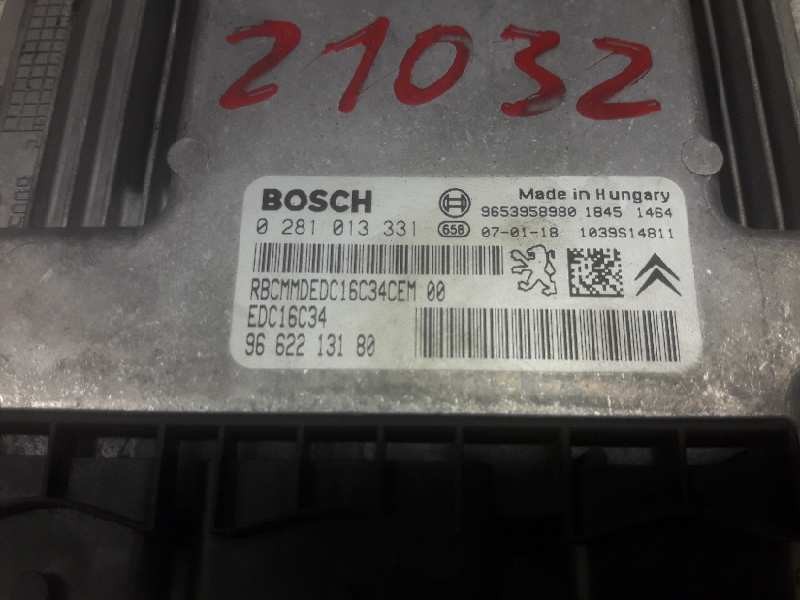 21032
BOSCH
Made in Hungary
9653958980 1845 1464
0 281 013 331
658 07-01-18 1039S14811
RBCMMDEDC16C34CEM 00
EDC16C34
96 622 131 80